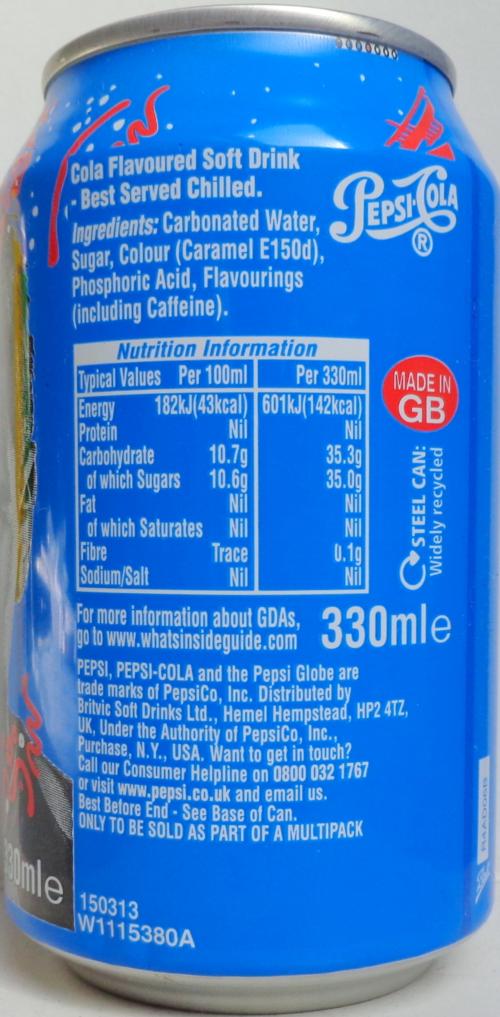 Cola Flavoured Soft Drink
- Best Served Chilled.
Ingredients: Carbonated Water,
Sugar, Colour (Caramel E150d),
Phosphoric Acid, Flavourings
(including Caffeine).
PEPSI-COLA
®
Nutrition Information
Typical Values Per 100ml Per 330ml
Energy 182kJ(43kcal) 601kJ(142kcal)
Protein Nil Nil
Carbohydrate 10.7g 35.3g
of which Sugars 10.6g 35.0g
Fat Nil Nil
of which Saturates Nil Nil
Fibre Trace 0.1g
Sodium/Salt Nil Nil
MADE IN
GB
STEEL CAN:
Widely recycled
For more information about GDAs,
go to www.whatsinsideguide.com
330ml e
PEPSI, PEPSI-COLA and the Pepsi Globe are
trade marks of PepsiCo, Inc. Distributed by
Britvic Soft Drinks Ltd., Hemel Hempstead, HP2 4TZ,
UK, Under the Authority of PepsiCo, Inc.,
Purchase, N.Y., USA. Want to get in touch?
Call our Consumer Helpline on 0800 032 1767
or visit www.pepsi.co.uk and email us.
Best Before End - See Base of Can.
ONLY TO BE SOLD AS PART OF A MULTIPACK
330ml e
150313
W1115380A